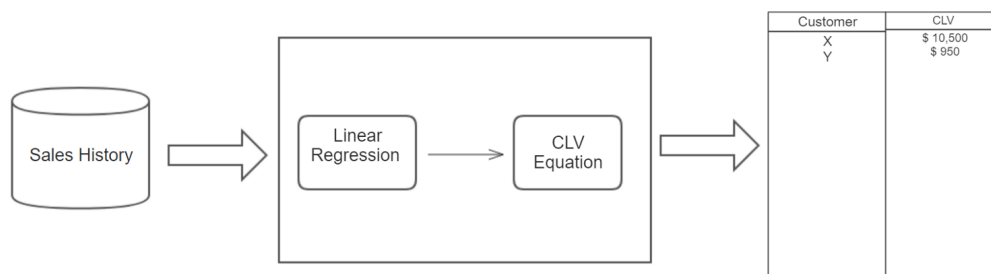 Sales History
Linear
Regression
CLV
Equation
Customer CLV
X $ 10,500
Y $ 950